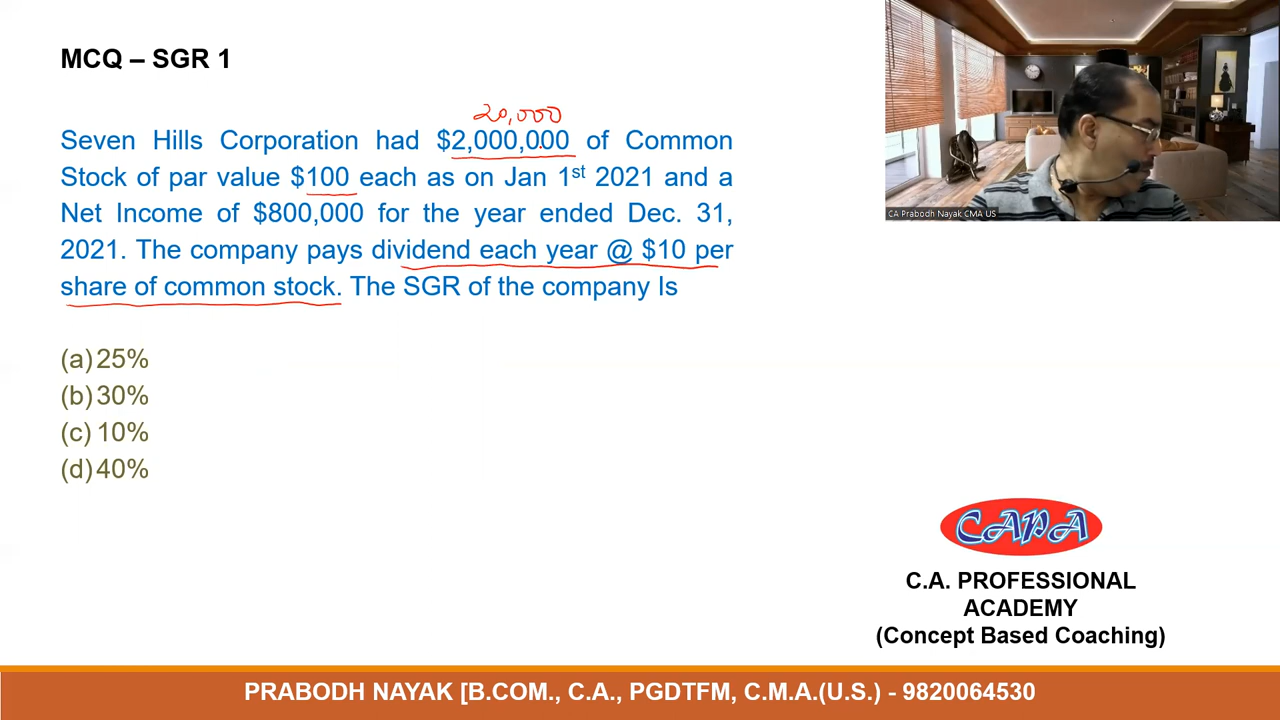 MCQ – SGR 1
20,000
Seven Hills Corporation had $2,000,000 of Common
Stock of par value $100 each as on Jan 1st 2021 and a
Net Income of $800,000 for the year ended Dec. 31,
2021. The company pays dividend each year @ $10 per
share of common stock. The SGR of the company Is
(a) 25%
(b) 30%
(c) 10%
(d) 40%
CA Prabodh Nayak CMA US
CAPA
C.A. PROFESSIONAL
ACADEMY
(Concept Based Coaching)
PRABODH NAYAK [B.COM., C.A., PGDTFM, C.M.A.(U.S.) - 9820064530